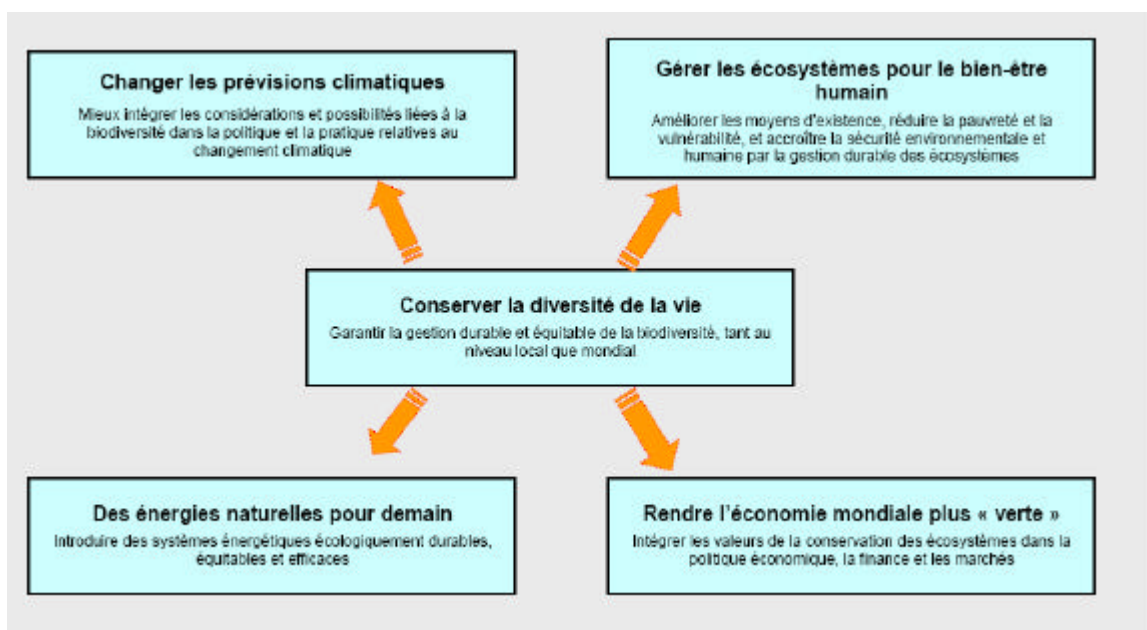 Changer les prévisions climatiques
Mieux intégrer les considérations et possibilités liées à la
biodiversité dans la politique et la pratique relatives au
changement climatique
Gérer les écosystèmes pour le bien-être
humain
Améliorer les moyens d'existence, réduire la pauvreté et la
vulnérabilité, et accroître la sécurité environnementale et
humaine par la gestion durable des écosystèmes
Conserver la diversité de la vie
Garantir la gestion durable et équitable de la biodiversité, tant au
niveau local que mondial
Des énergies naturelles pour demain
Introduire des systèmes énergétiques écologiquement durables,
équitables et efficaces
Rendre l'économie mondiale plus « verte »
Intégrer les valeurs de la conservation des écosystèmes dans la
politique économique, la finance et les marchés